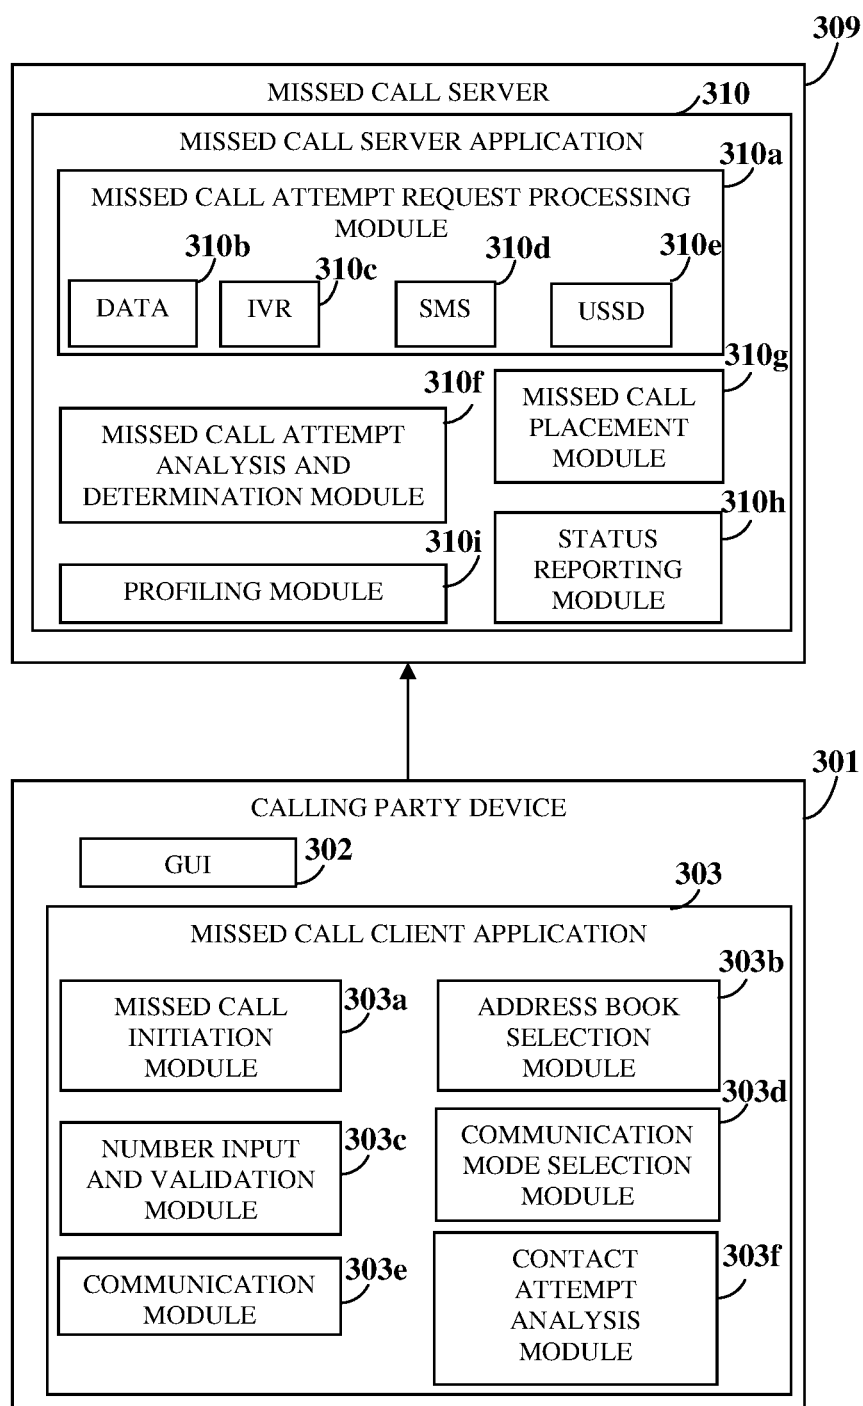 309
MISSED CALL SERVER
310
MISSED CALL SERVER APPLICATION
310a
MISSED CALL ATTEMPT REQUEST PROCESSING
MODULE
310b
310c
310d
310e
DATA
IVR
SMS
USSD
310f
310g
MISSED CALL ATTEMPT
ANALYSIS AND
DETERMINATION MODULE
MISSED CALL
PLACEMENT
MODULE
310i
310h
PROFILING MODULE
STATUS
REPORTING
MODULE
301
CALLING PARTY DEVICE
GUI
302
303
MISSED CALL CLIENT APPLICATION
303a
MISSED CALL
INITIATION
MODULE
303b
ADDRESS BOOK
SELECTION
MODULE
303c
NUMBER INPUT
AND VALIDATION
MODULE
303d
COMMUNICATION
MODE SELECTION
MODULE
303e
COMMUNICATION
MODULE
303f
CONTACT
ATTEMPT
ANALYSIS
MODULE